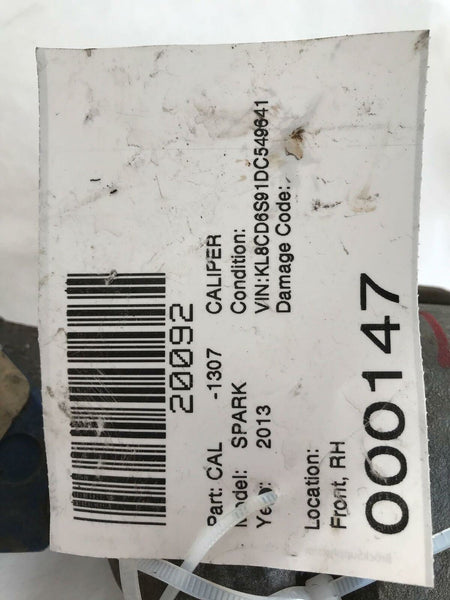 20092
Part: CAL -1307 CALIPER
Model: SPARK Condition:
Year: 2013 VIN:KL8CD6S91DC549641
Damage Code:
Location:
Front, RH
000147